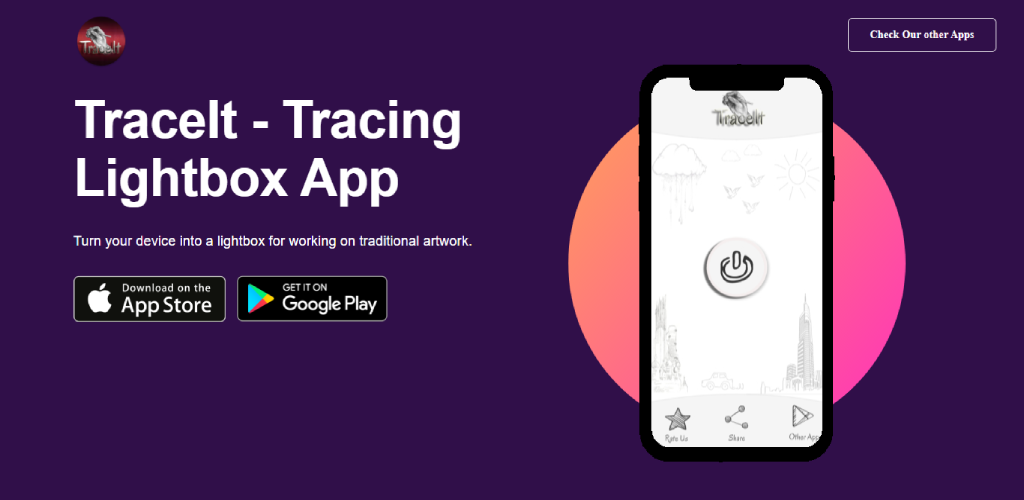 TraceIt
Check Our other Apps
TraceIt - Tracing
Lightbox App
Turn your device into a lightbox for working on traditional artwork.
Download on the
App Store
GET IT ON
Google Play
TraceIt
Rate Us
Share
Other App